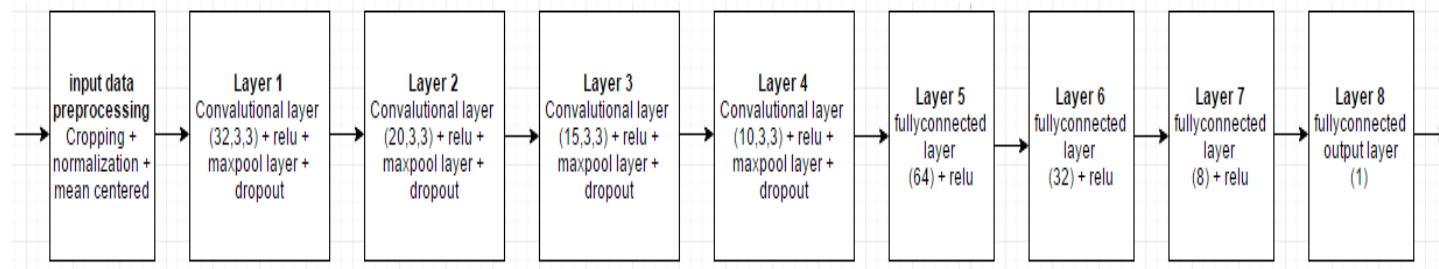 input data
preprocessing
Cropping +
normalization +
mean centered
Layer 1
Convalutional layer
(32,3,3) + relu +
maxpool layer +
dropout
Layer 2
Convalutional layer
(20,3,3) + relu +
maxpool layer +
dropout
Layer 3
Convalutional layer
(15,3,3) + relu +
maxpool layer +
dropout
Layer 4
Convalutional layer
(10,3,3) + relu +
maxpool layer +
dropout
Layer 5
fullyconnected
layer
(64) + relu
Layer 6
fullyconnected
layer
(32) + relu
Layer 7
fullyconnected
layer
(8) + relu
Layer 8
fullyconnected
output layer
(1)